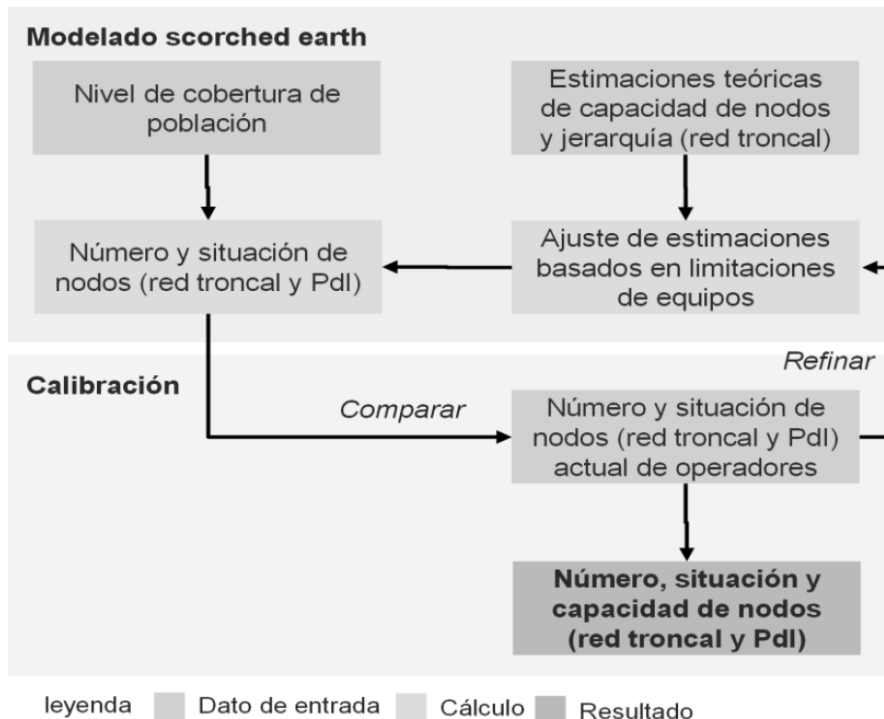 Modelado scorched earth
Nivel de cobertura de
población
Estimaciones teóricas
de capacidad de nodos
y jerarquía (red troncal)
Número y situación de
nodos (red troncal y PdI)
Ajuste de estimaciones
basados en limitaciones
de equipos
Refinar
Calibración
Comparar
Número y situación de
nodos (red troncal y PdI)
actual de operadores
Número, situación y
capacidad de nodos
(red troncal y PdI)
leyenda Dato de entrada Cálculo Resultado